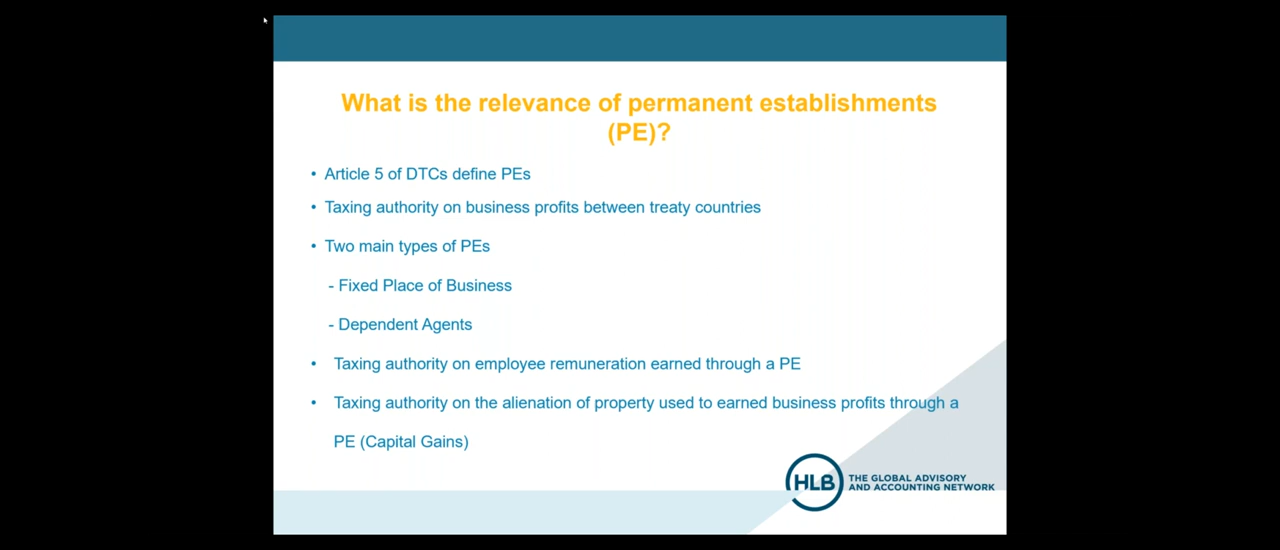 What is the relevance of permanent establishments
(PE)?
• Article 5 of DTCs define PEs
• Taxing authority on business profits between treaty countries
• Two main types of PEs
- Fixed Place of Business
- Dependent Agents
• Taxing authority on employee remuneration earned through a PE
• Taxing authority on the alienation of property used to earned business profits through a
PE (Capital Gains)
HLB
THE GLOBAL ADVISORY
AND ACCOUNTING NETWORK